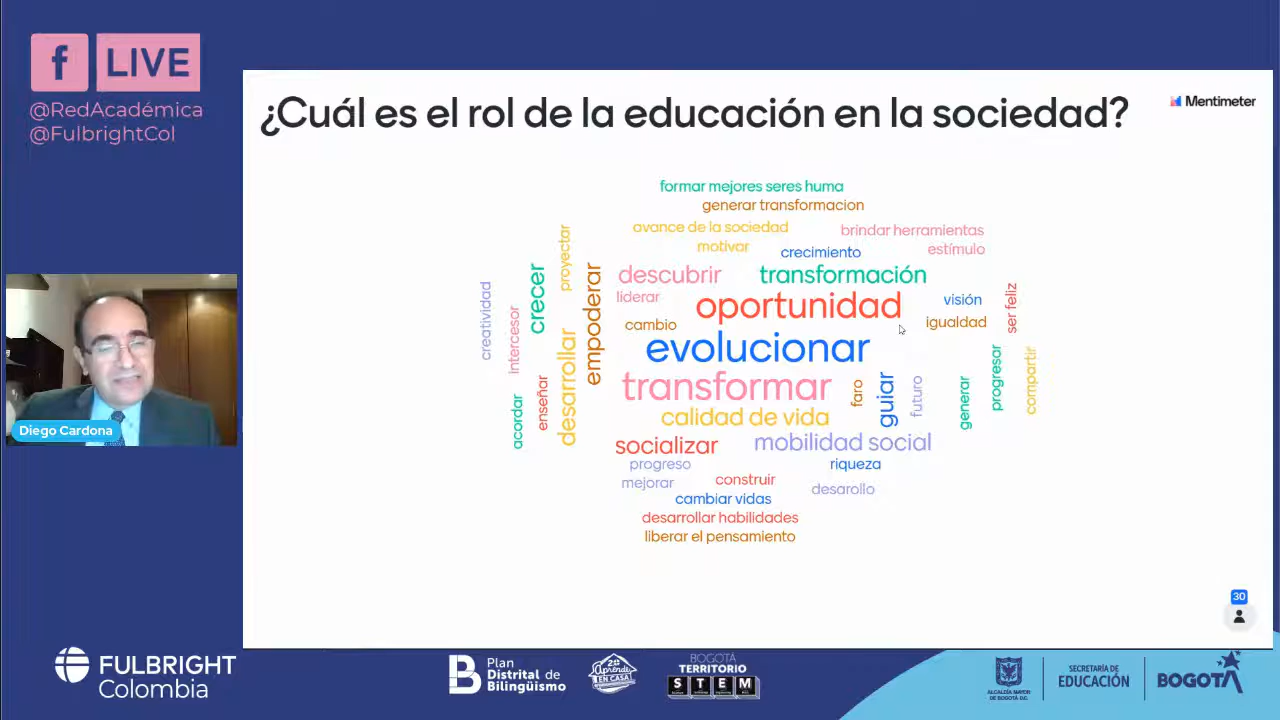 f LIVE
@RedAcadémica
@FulbrightCol
¿Cuál es el rol de la educación en la sociedad?
Mentimeter
formar mejores seres huma
generar transformacion
avance de la sociedad
brindar herramientas
motivar
crecimiento
estímulo
descubrir
transformación
liderar
oportunidad
visión
cambio
igualdad
ser feliz
creatividad
intercesor
crecer
proyectar
empoderar
evolucionar
transformar
acordar
enseñar
desarrollar
faro
guiar
futuro
generar
progresar
compartir
calidad de vida
socializar
mobilidad social
progreso
riqueza
mejorar
construir
desarollo
cambiar vidas
desarrollar habilidades
liberar el pensamiento
30
Diego Cardona
FULBRIGHT
Colombia
B Plan
Distrital de
Bilingüismo
Aprende
EN CASA
BOGOTÁ
TERRITORIO
STEM
ALCALDÍA MAYOR
DE BOGOTÁ D.C.
SECRETARÍA DE
EDUCACIÓN
BOGOTÁ